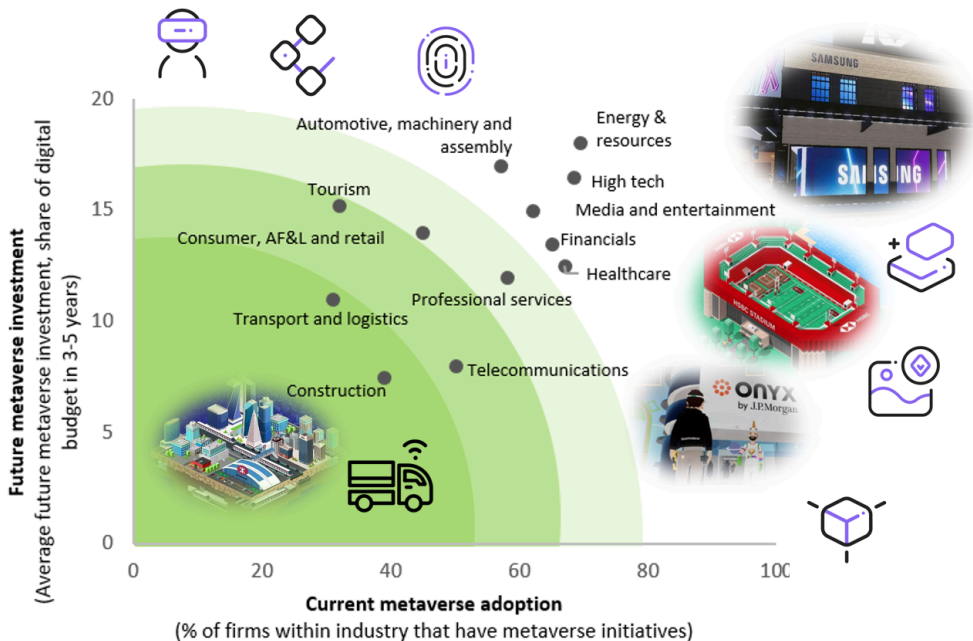 SAMSUNG
SAMSUNG
20
15
10
5
0
Future metaverse investment
(Average future metaverse investment, share of digital
budget in 3-5 years)
Automotive, machinery and
assembly
Energy &
resources
High tech
Tourism
Media and entertainment
Consumer, AF&L and retail
Financials
Healthcare
Professional services
Transport and logistics
HSBC STADIUM
Telecommunications
Construction
ONYX
by J.P.Morgan
0
20
40
60
80
100
Current metaverse adoption
(% of firms within industry that have metaverse initiatives)